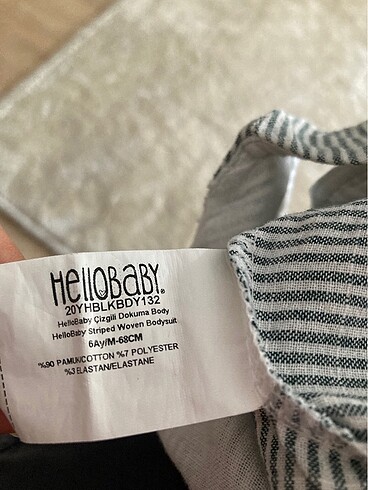 HELLOBABY®
20YHBLKBDY132
HelloBaby Çizgili Dokuma Body
HelloBaby Striped Woven Bodysuit
6Ay/M-68CM
%90 PAMUK/COTTON %7 POLYESTER
%3 ELASTAN/ELASTANE